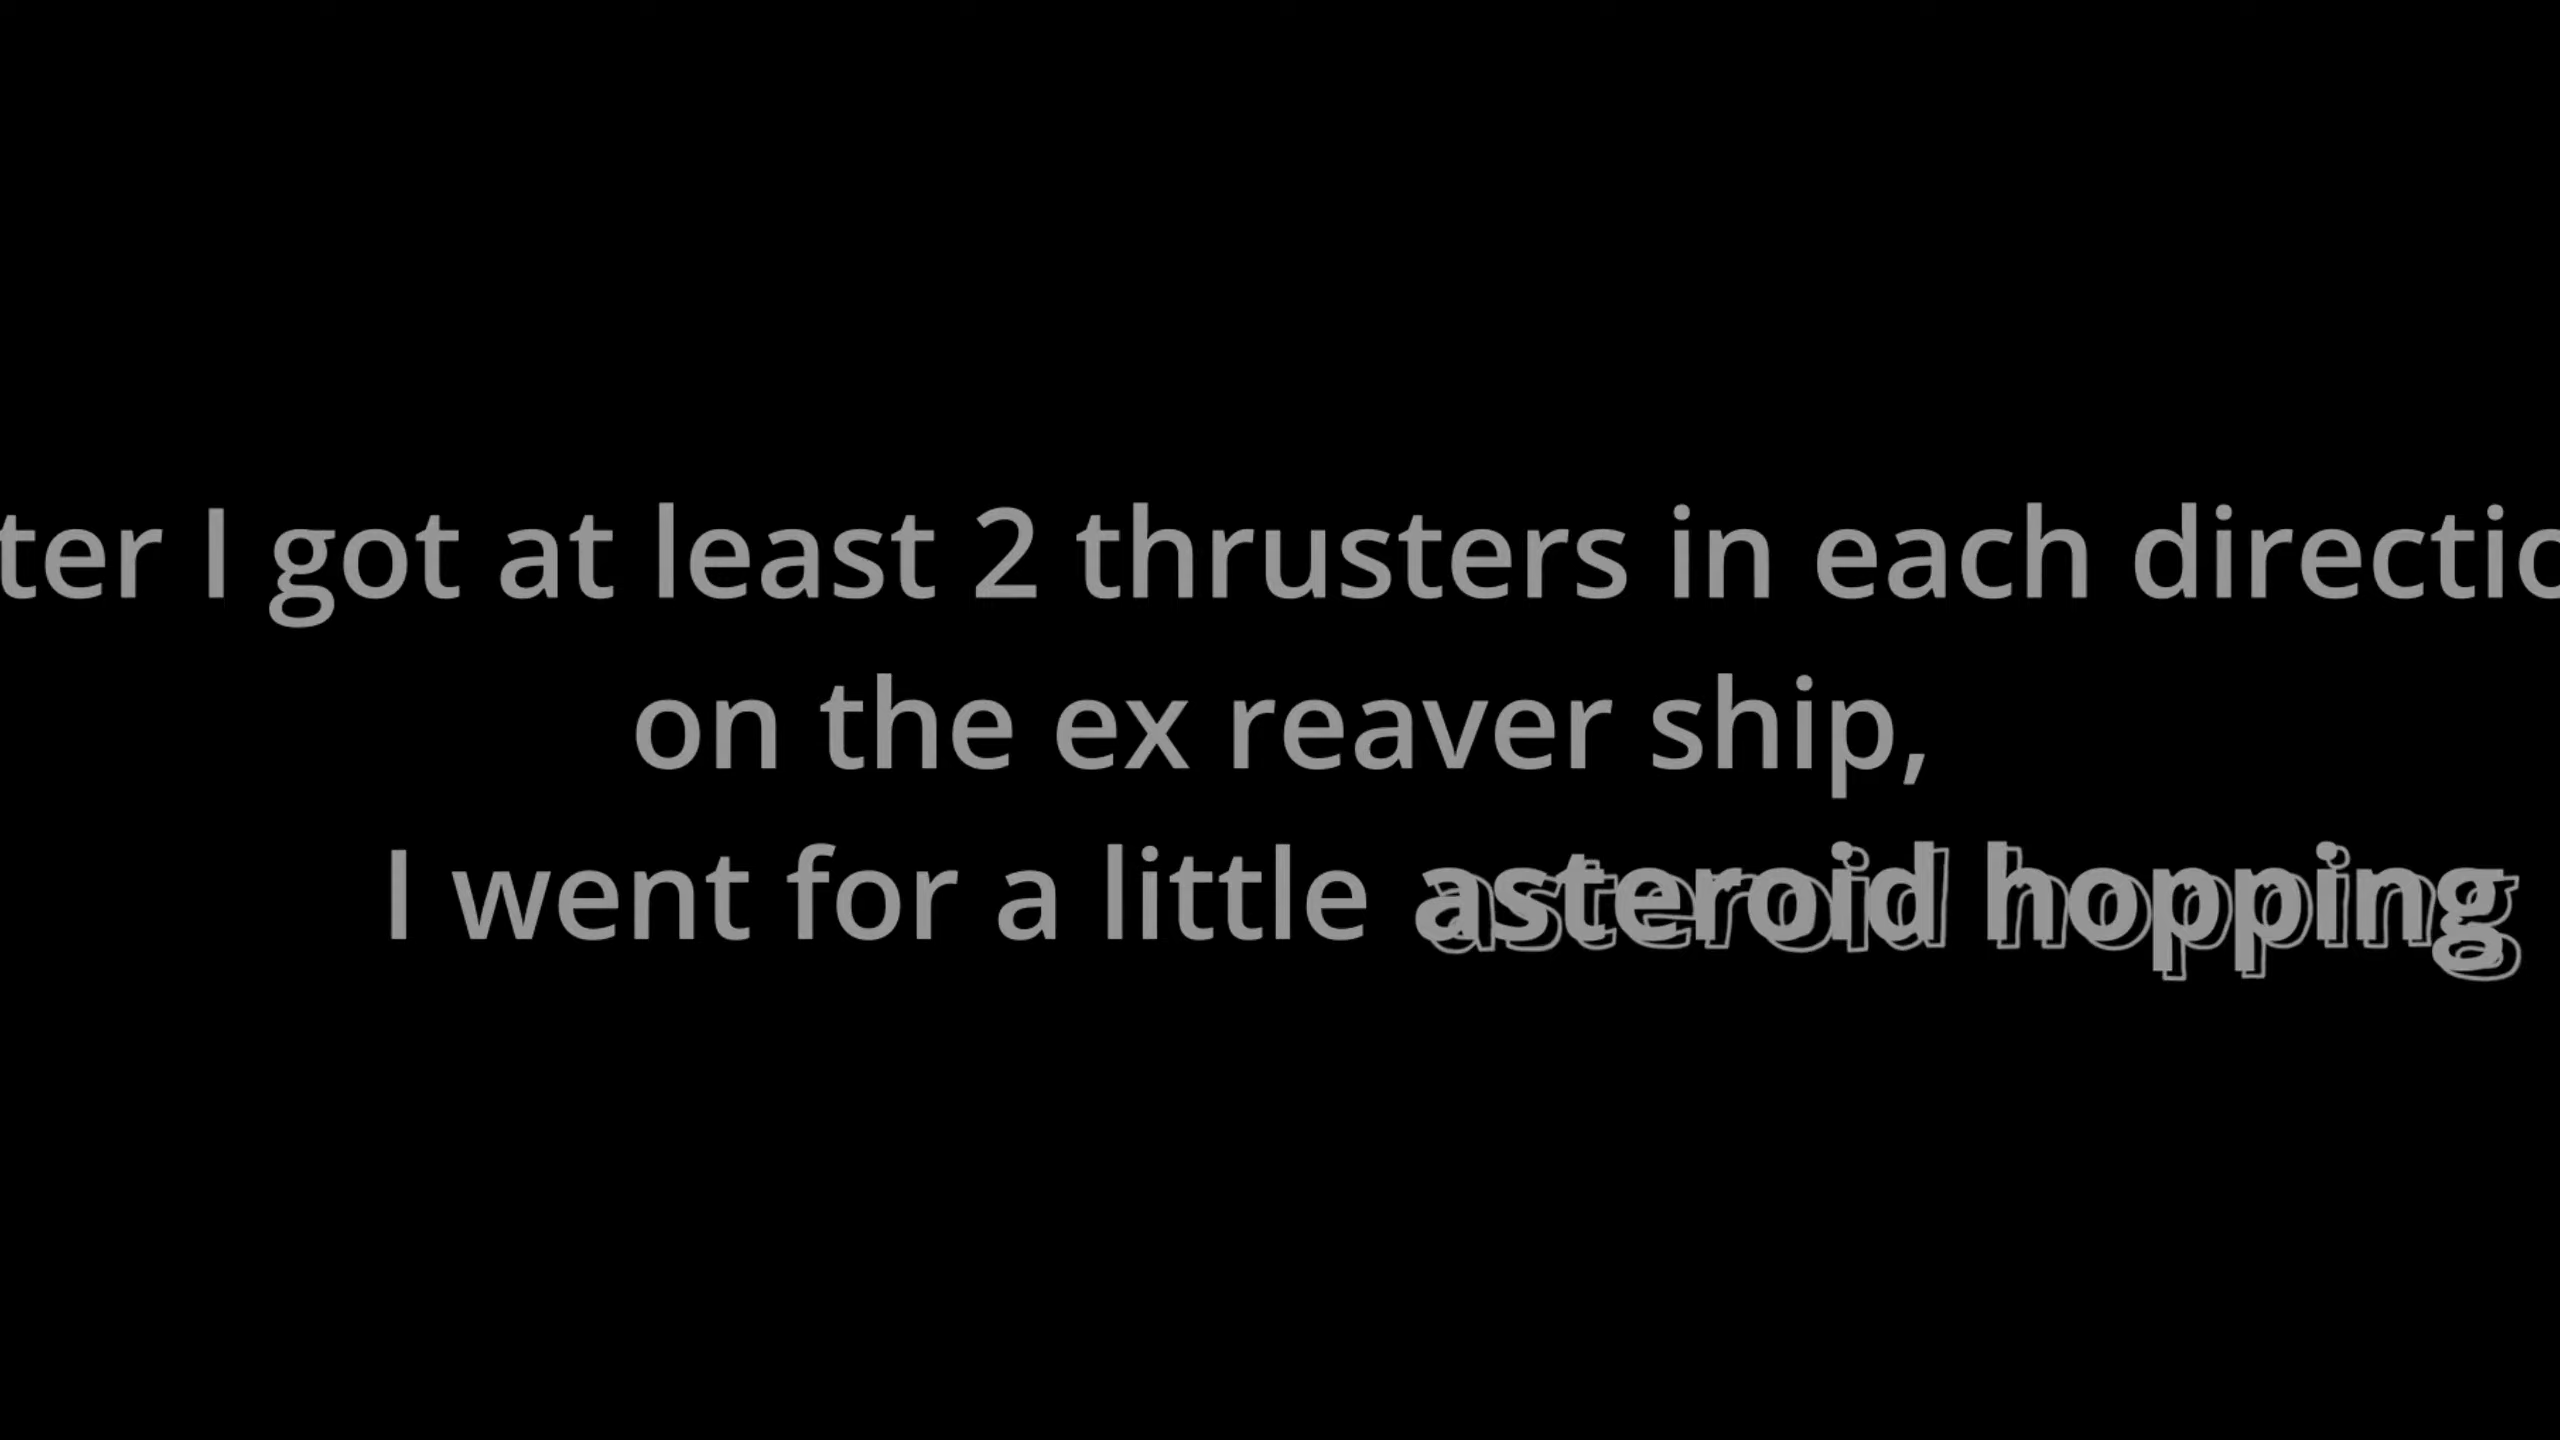 ter I got at least 2 thrusters in each directio
on the ex reaver ship,
I went for a little asteroid hopping